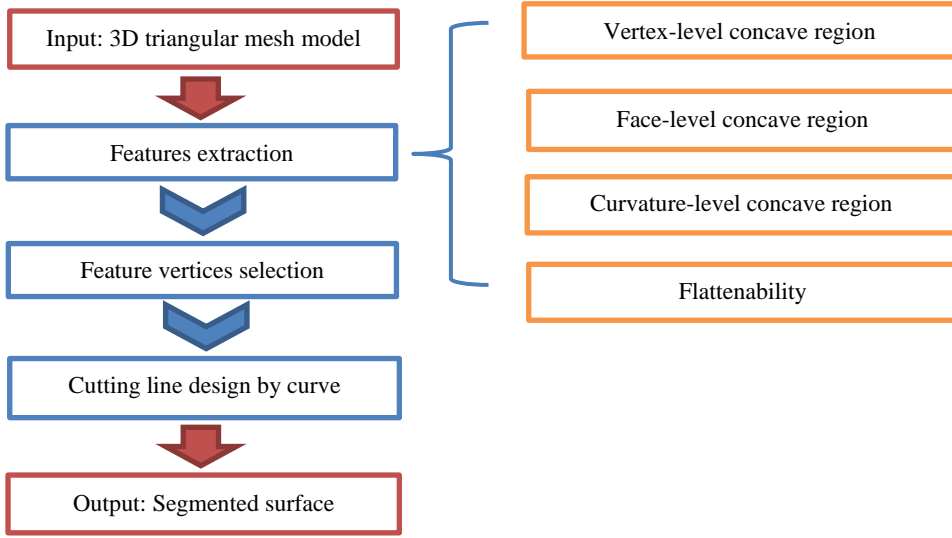 Input: 3D triangular mesh model
Features extraction
Feature vertices selection
Cutting line design by curve
Output: Segmented surface
Vertex-level concave region
Face-level concave region
Curvature-level concave region
Flattenability